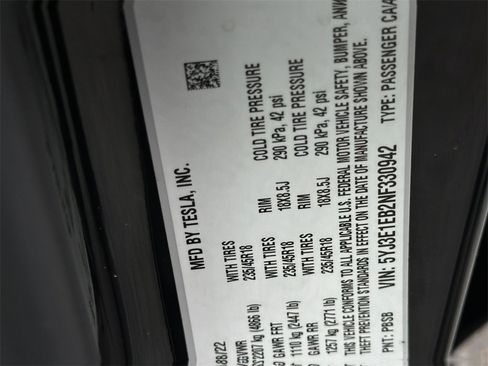 MFD BY TESLA, INC.
88/22
GVWR
2207 kg (4866 lb)
GAWR FRT WITH TIRES RIM COLD TIRE PRESSURE
1110 kg (2447 lb) 235/45R18 18X8.5J 290 kPa, 42 psi
GAWR RR WITH TIRES RIM COLD TIRE PRESSURE
1257 kg (2771 lb) 235/45R18 18X8.5J 290 kPa, 42 psi
THIS VEHICLE CONFORMS TO ALL APPLICABLE U.S. FEDERAL MOTOR VEHICLE SAFETY, BUMPER,
THEFT PREVENTION STANDARDS IN EFFECT ON THE DATE OF MANUFACTURE SHOWN ABOVE.
VIN: 5YJ3E1EB2NF330942 TYPE: PASSENGER CAR
PNT: PBSB